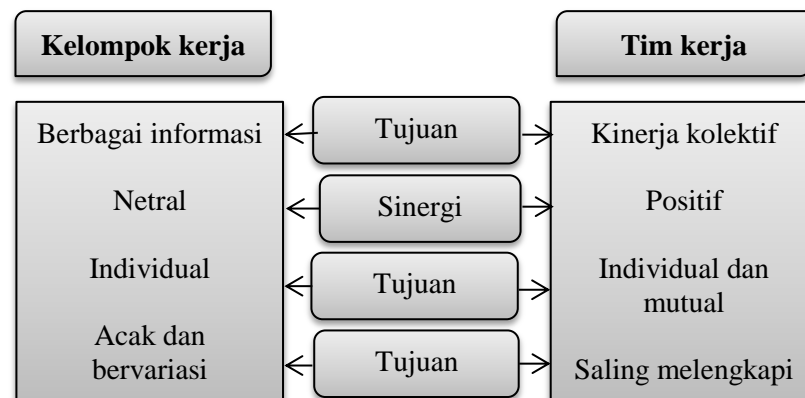 Kelompok kerja
Tim kerja
Berbagai informasi
Tujuan
Kinerja kolektif
Netral
Sinergi
Positif
Individual
Tujuan
Individual dan
mutual
Acak dan
bervariasi
Tujuan
Saling melengkapi